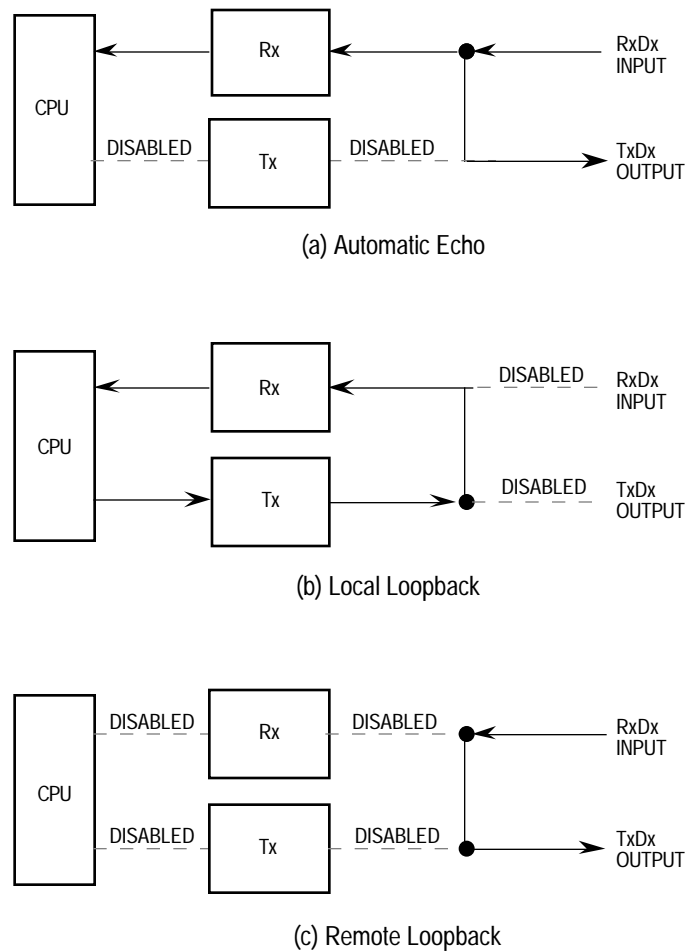 Rx
RxDx
INPUT
CPU
DISABLED
Tx
DISABLED
TxDx
OUTPUT
(a) Automatic Echo
Rx
DISABLED
RxDx
INPUT
CPU
Tx
DISABLED
TxDx
OUTPUT
(b) Local Loopback
DISABLED
Rx
DISABLED
RxDx
INPUT
CPU
DISABLED
Tx
DISABLED
TxDx
OUTPUT
(c) Remote Loopback